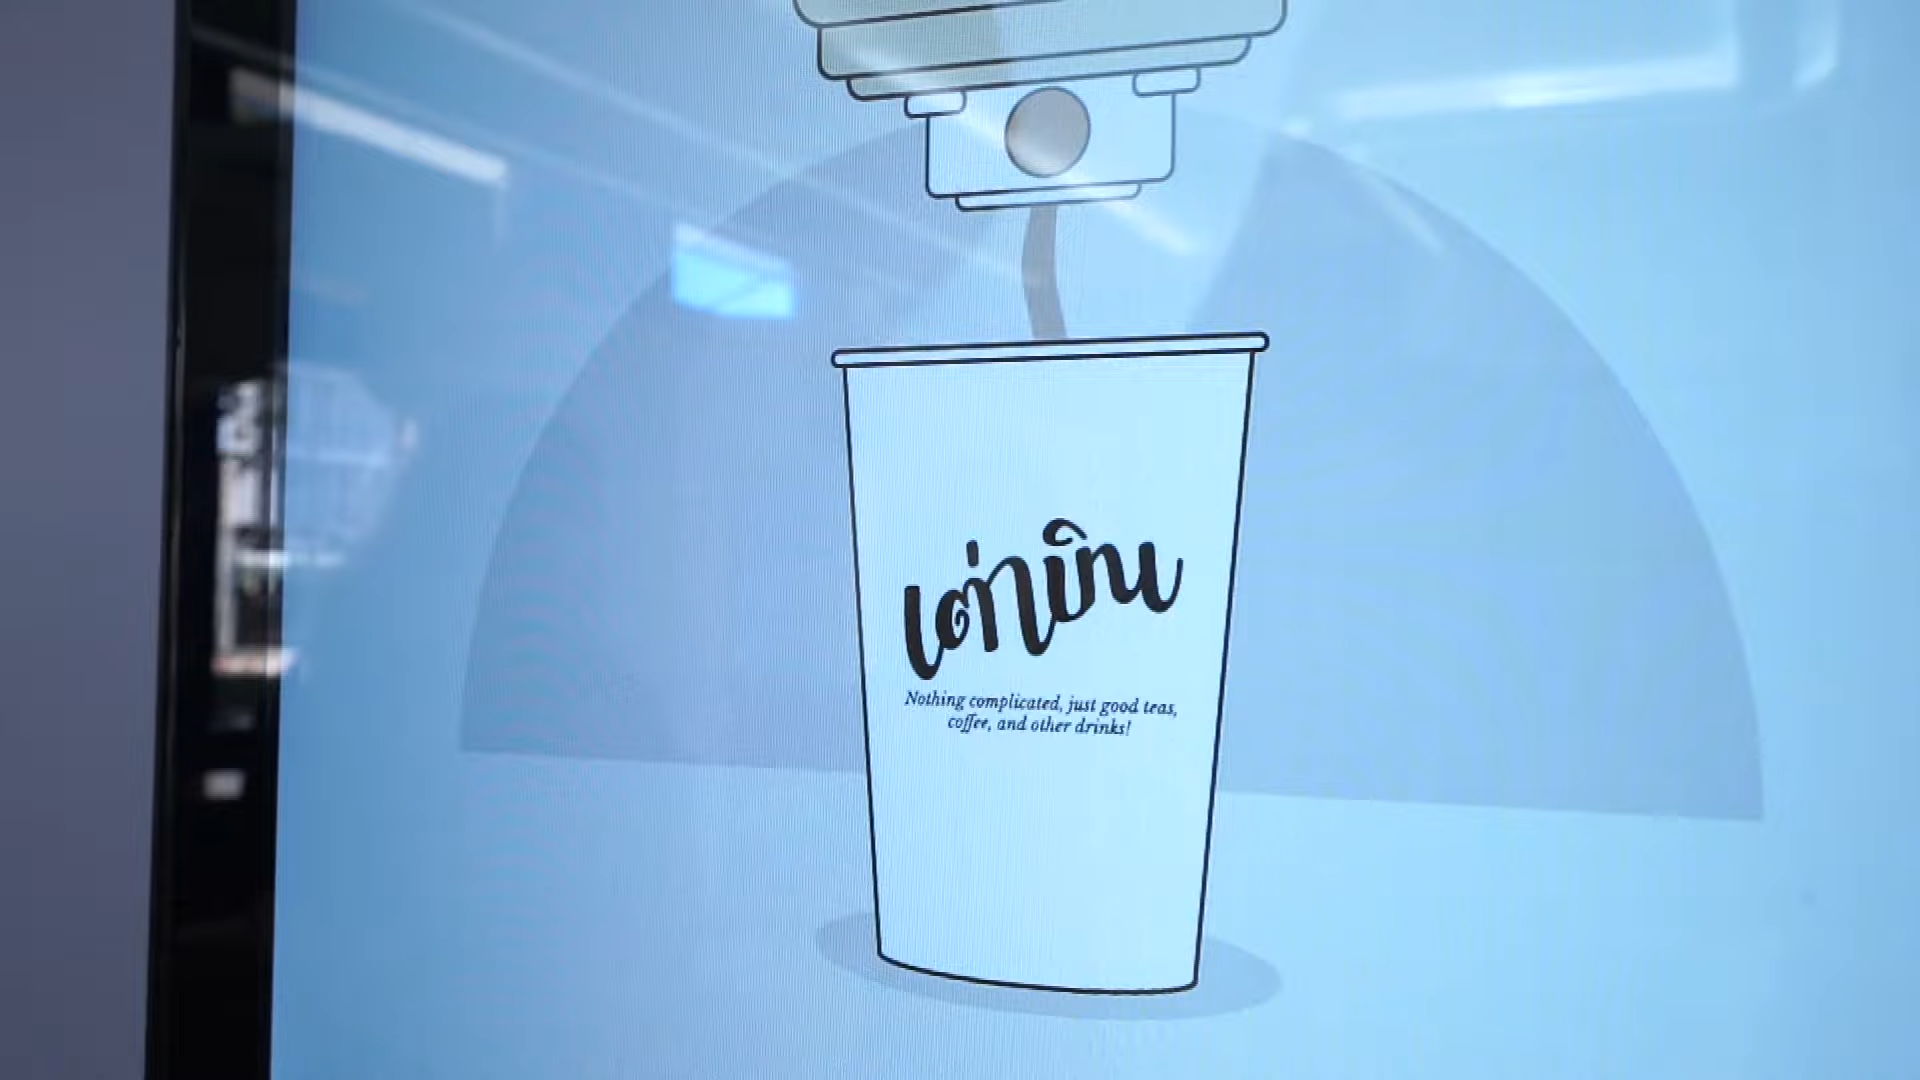 เต่าบิน
Nothing complicated, just good teas,
coffee, and other drinks!